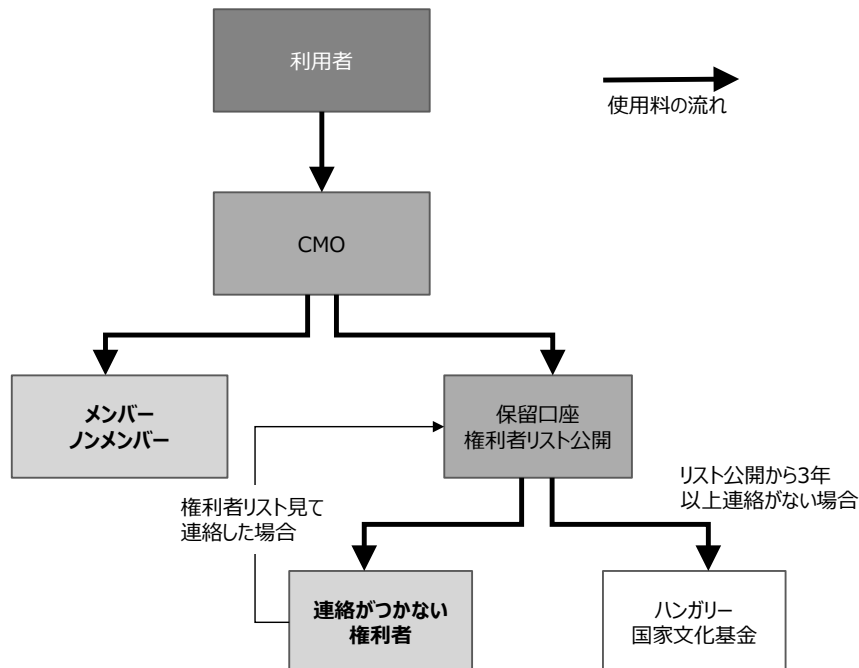 利用者
使用料の流れ
CMO
メンバー
ノンメンバー
保留口座
権利者リスト公開
リスト公開から3年
以上連絡がない場合
権利者リスト見て
連絡した場合
連絡がつかない
権利者
ハンガリー
国家文化基金